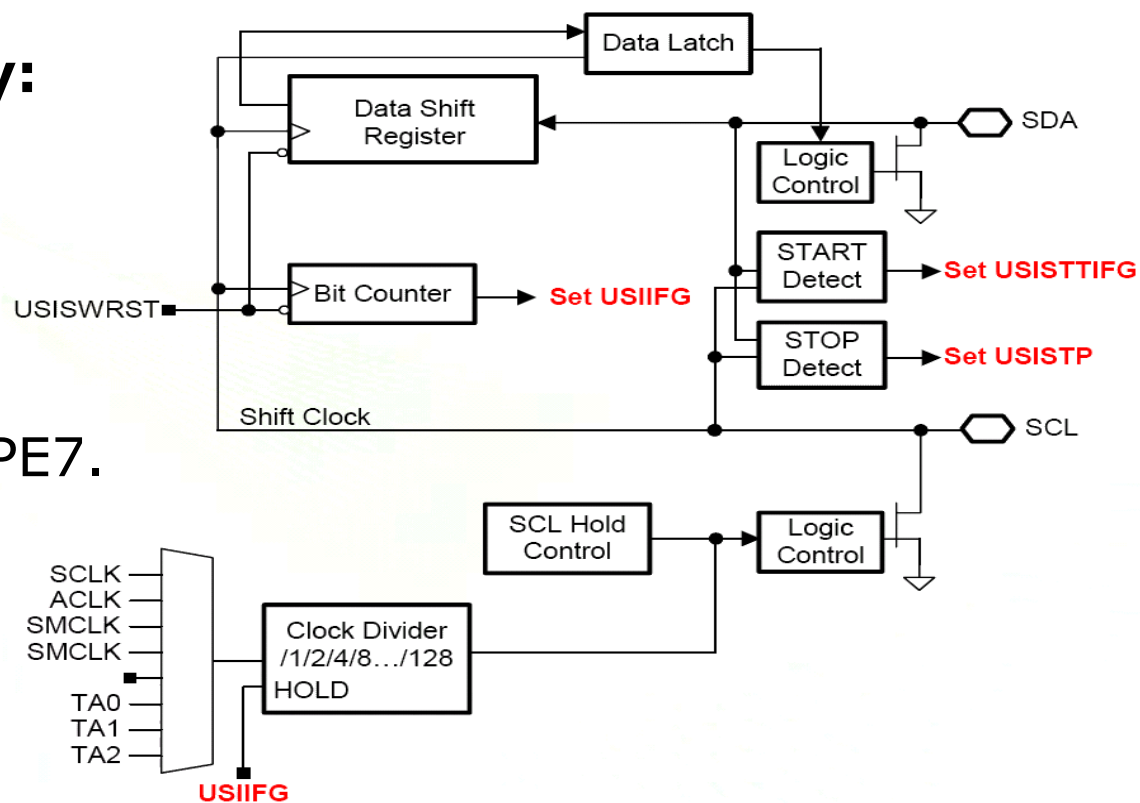 y:
Data Latch
Data Shift
Register
SDA
Logic
Control
START
Detect
Set USISTTIFG
Bit Counter
Set USIIFG
USISWRST
STOP
Detect
Set USISTP
Shift Clock
SCL
PE7.
SCL Hold
Control
Logic
Control
SCLK
ACLK
SMCLK
SMCLK
TA0
TA1
TA2
Clock Divider
/1/2/4/8…/128
HOLD
USIIFG